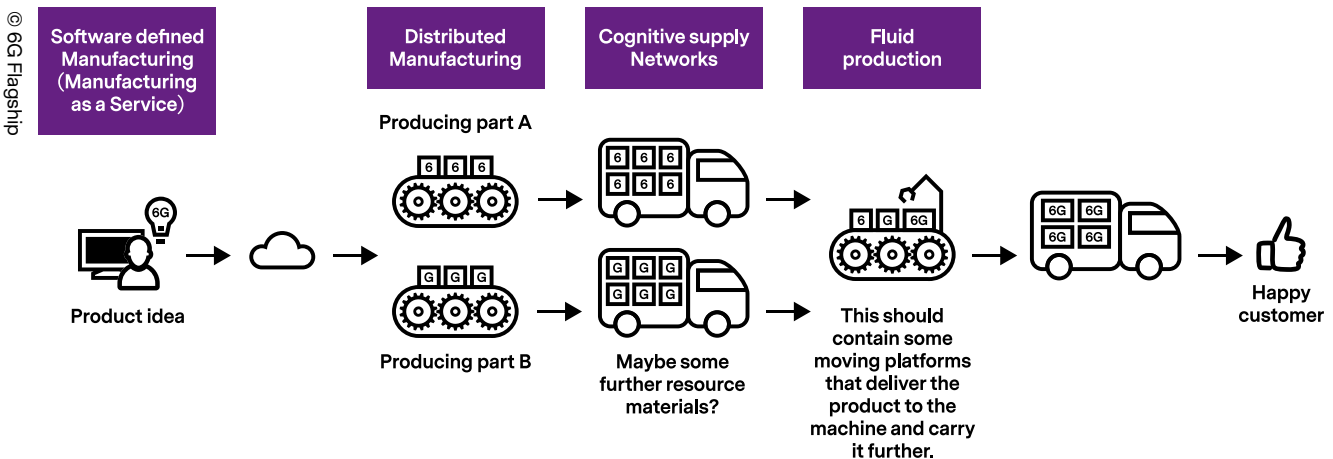 © 6G Flagship
Software defined
Manufacturing
(Manufacturing
as a Service)
Distributed
Manufacturing
Cognitive supply
Networks
Fluid
production
Producing part A
6 6 6
6 6 6
6 6 6
6G
6 G 6G
6G 6G
6G 6G
G G G
G G G
G G G
Product idea
Producing part B
Maybe some
further resource
materials?
This should
contain some
moving platforms
that deliver the
product to the
machine and carry
it further.
Happy
customer